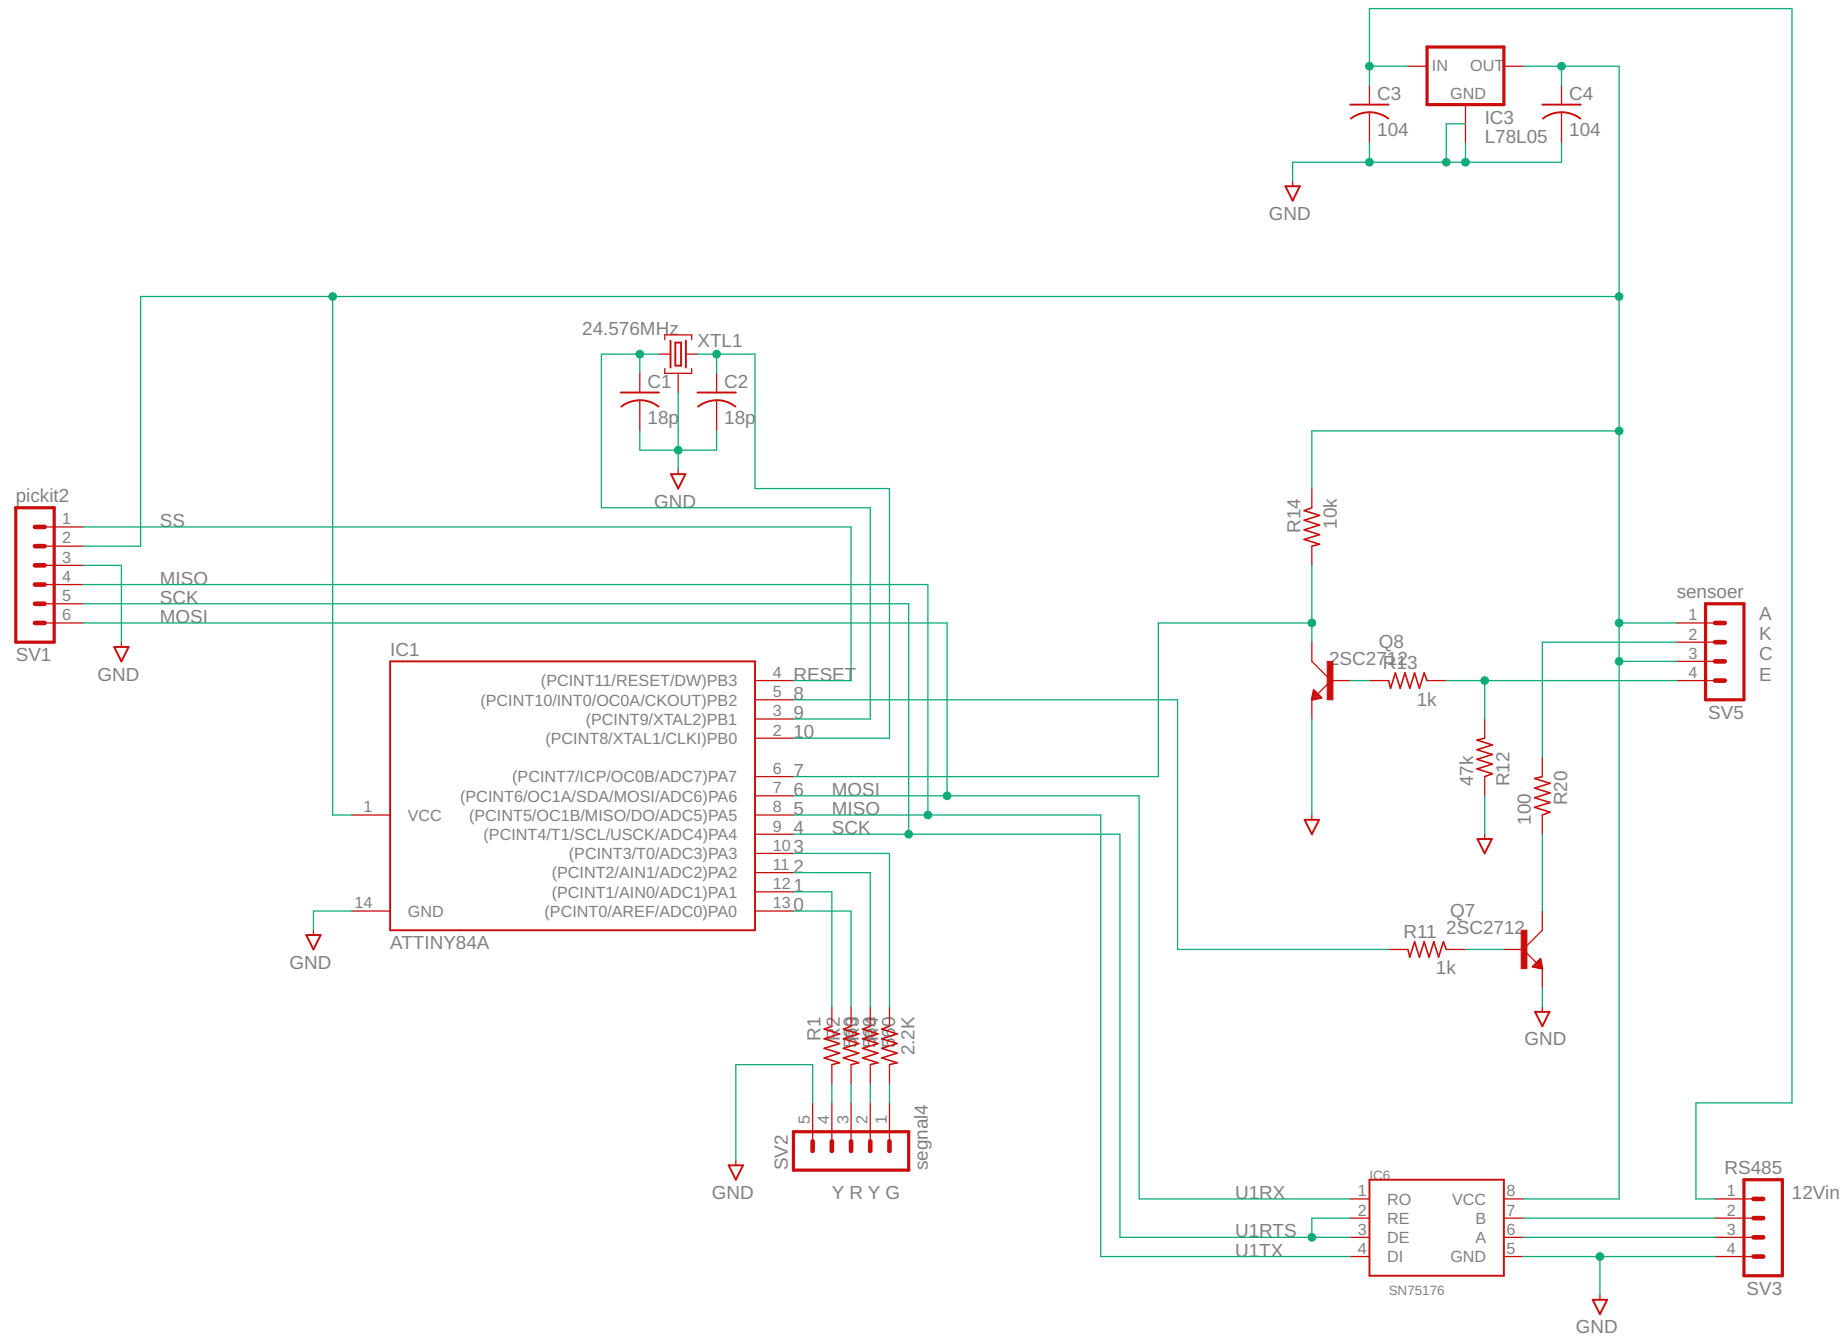 IN OUT
GND
C3
104
IC3
L78L05
C4
104
GND
24.576MHz
XTL1
C1
18p
C2
18p
GND
pickit2
1
2
3
4
5
6
SS
MISO
SCK
MOSI
SV1
GND
IC1
(PCINT11/RESET/DW)PB3 4 RESET
(PCINT10/INT0/OC0A/CKOUT)PB2 5 8
(PCINT9/XTAL2)PB1 3 9
(PCINT8/XTAL1/CLKI)PB0 2 10
(PCINT7/ICP/OC0B/ADC7)PA7 6 7
(PCINT6/OC1A/SDA/MOSI/ADC6)PA6 7 6 MOSI
1 VCC (PCINT5/OC1B/MISO/DO/ADC5)PA5 8 5 MISO
(PCINT4/T1/SCL/USCK/ADC4)PA4 9 4 SCK
(PCINT3/T0/ADC3)PA3 10 3
(PCINT2/AIN1/ADC2)PA2 11 2
(PCINT1/AIN0/ADC1)PA1 12 1
14 GND (PCINT0/AREF/ADC0)PA0 13 0
ATTINY84A
GND
R14
10k
Q8
2SC2712
R13
1k
47k
R12
100
R20
sensoer
1 A
2 K
3 C
4 E
SV5
Q7
2SC2712
R11
1k
GND
R1
R2
2.2K
5 4 3 2 1
SV2
segnal4
Y R Y G
GND
IC6
U1RX 1 RO VCC 8
2 RE B 7
U1RTS 3 DE A 6
U1TX 4 DI GND 5
SN75176
RS485
1 12Vin
2
3
4
SV3
GND